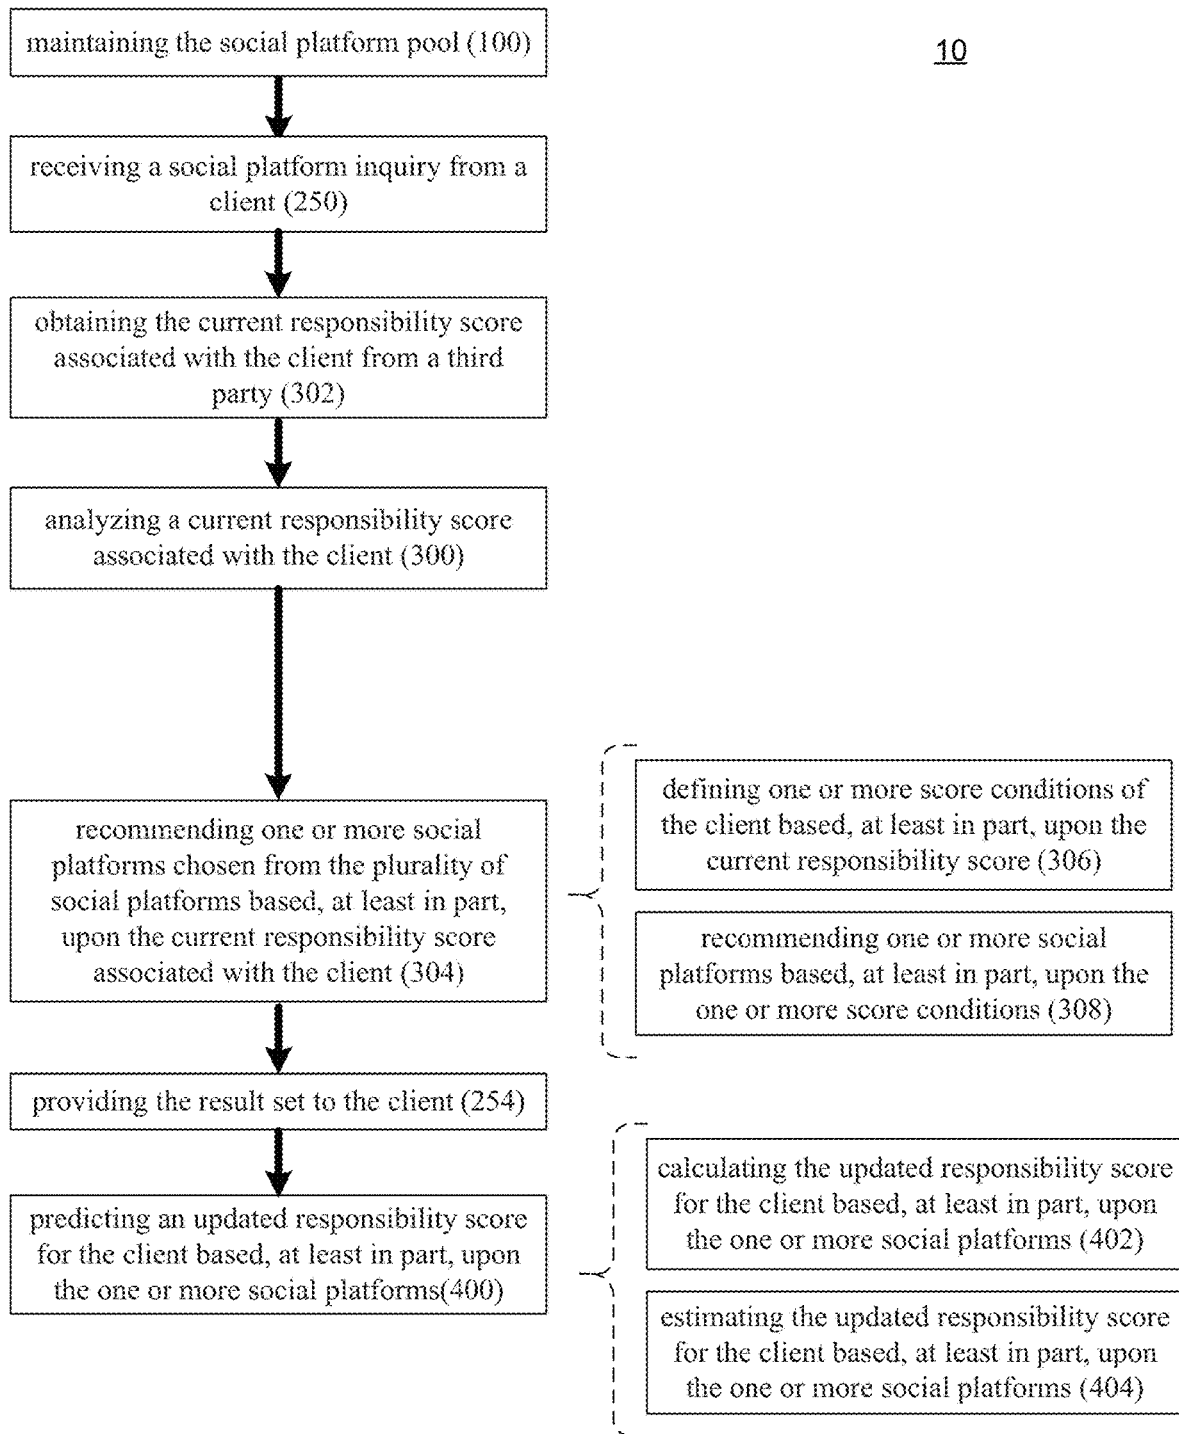 maintaining the social platform pool (100)
10
receiving a social platform inquiry from a
client (250)
obtaining the current responsibility score
associated with the client from a third
party (302)
analyzing a current responsibility score
associated with the client (300)
recommending one or more social
platforms chosen from the plurality of
social platforms based, at least in part,
upon the current responsibility score
associated with the client (304)
defining one or more score conditions of
the client based, at least in part, upon the
current responsibility score (306)
recommending one or more social
platforms based, at least in part, upon
the one or more score conditions (308)
providing the result set to the client (254)
predicting an updated responsibility score
for the client based, at least in part, upon
the one or more social platforms(400)
calculating the updated responsibility score
for the client based, at least in part, upon
the one or more social platforms (402)
estimating the updated responsibility score
for the client based, at least in part, upon
the one or more social platforms (404)